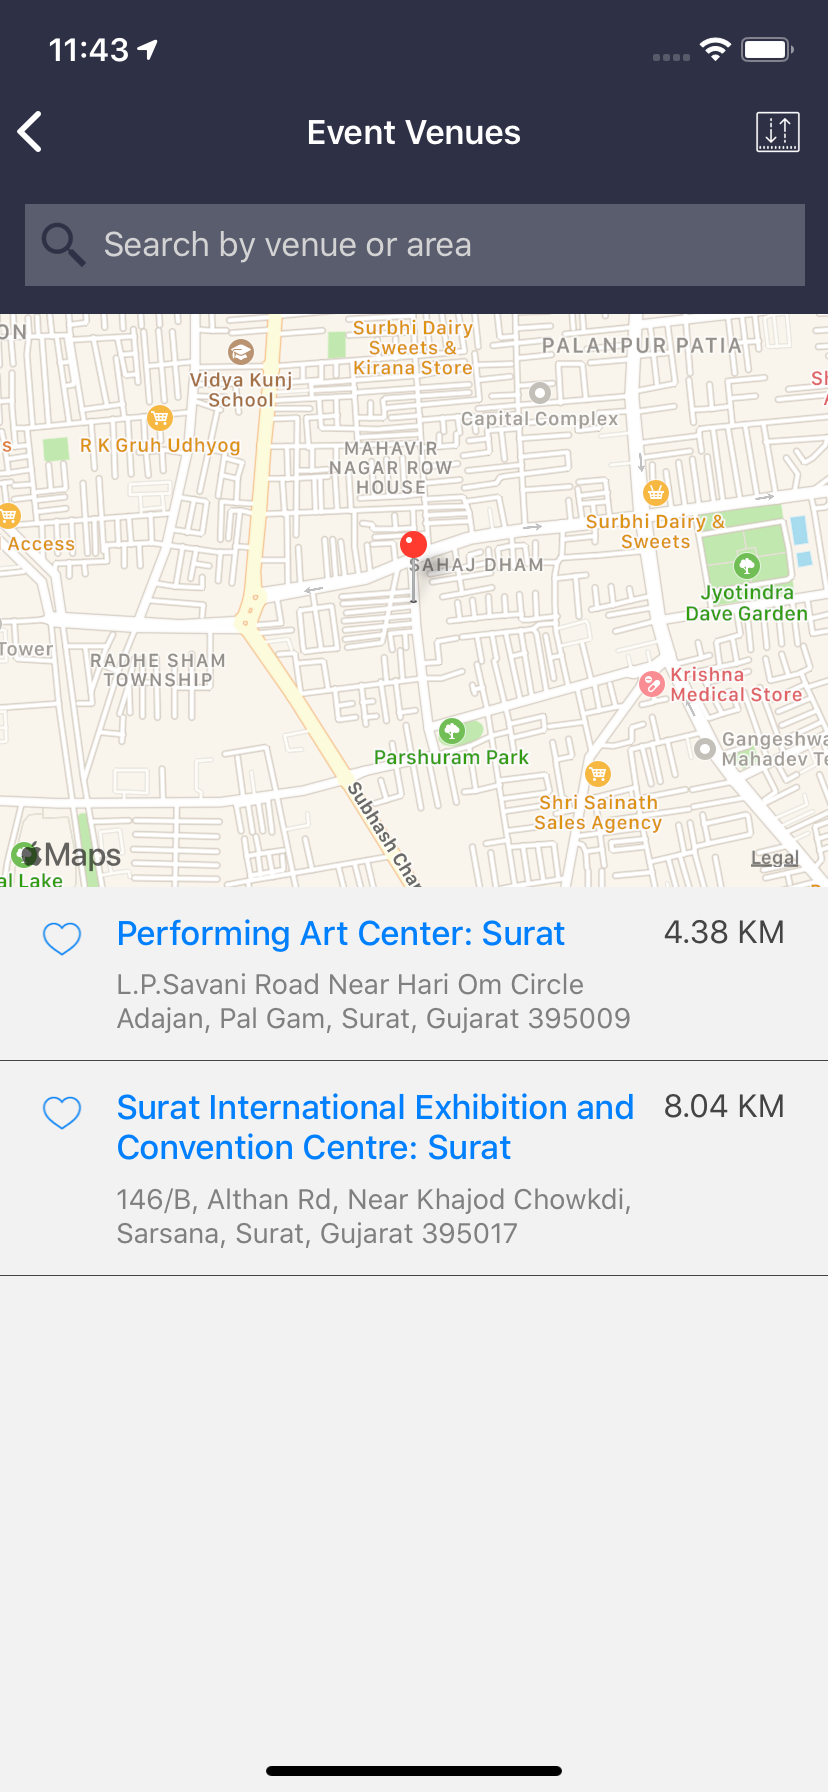 11:43
Event Venues
Search by venue or area
ON
Surbhi Dairy
Sweets &
Kirana Store
PALANPUR PATIA
Vidya Kunj
School
Sh
Capital Complex
R K Gruh Udhyog
s
MAHAVIR
NAGAR ROW
HOUSE
Surbhi Dairy &
Sweets
Access
SAHAJ DHAM
Jyotindra
Dave Garden
Tower
RADHE SHAM
TOWNSHIP
Krishna
Medical Store
Gangeshwa
Mahadev Te
Parshuram Park
Shri Sainath
Sales Agency
Subhash Char
Maps
Legal
al Lake
Performing Art Center: Surat
4.38 KM
L.P.Savani Road Near Hari Om Circle
Adajan, Pal Gam, Surat, Gujarat 395009
Surat International Exhibition and
8.04 KM
Convention Centre: Surat
146/B, Althan Rd, Near Khajod Chowkdi,
Sarsana, Surat, Gujarat 395017